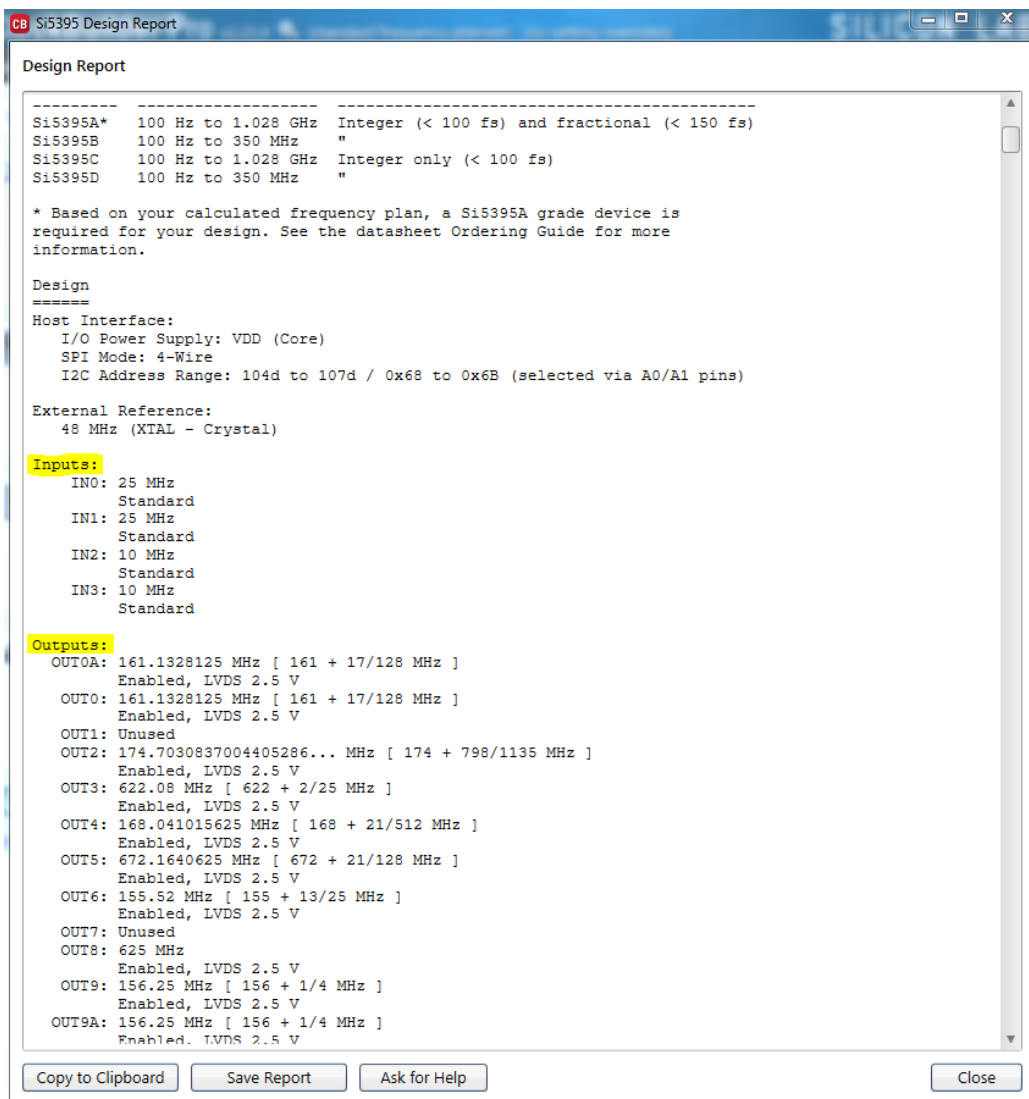 CB Si5395 Design Report
SILICON LA
Design Report
--------- ------------------- --------------------------------------------
Si5395A* 100 Hz to 1.028 GHz Integer (< 100 fs) and fractional (< 150 fs)
Si5395B 100 Hz to 350 MHz "
Si5395C 100 Hz to 1.028 GHz Integer only (< 100 fs)
Si5395D 100 Hz to 350 MHz "
* Based on your calculated frequency plan, a Si5395A grade device is
required for your design. See the datasheet Ordering Guide for more
information.
Design
======
Host Interface:
I/O Power Supply: VDD (Core)
SPI Mode: 4-Wire
I2C Address Range: 104d to 107d / 0x68 to 0x6B (selected via A0/A1 pins)
External Reference:
48 MHz (XTAL - Crystal)
Inputs:
IN0: 25 MHz
Standard
IN1: 25 MHz
Standard
IN2: 10 MHz
Standard
IN3: 10 MHz
Standard
Outputs:
OUT0A: 161.1328125 MHz [ 161 + 17/128 MHz ]
Enabled, LVDS 2.5 V
OUT0: 161.1328125 MHz [ 161 + 17/128 MHz ]
Enabled, LVDS 2.5 V
OUT1: Unused
OUT2: 174.7030837004405286... MHz [ 174 + 798/1135 MHz ]
Enabled, LVDS 2.5 V
OUT3: 622.08 MHz [ 622 + 2/25 MHz ]
Enabled, LVDS 2.5 V
OUT4: 168.041015625 MHz [ 168 + 21/512 MHz ]
Enabled, LVDS 2.5 V
OUT5: 672.1640625 MHz [ 672 + 21/128 MHz ]
Enabled, LVDS 2.5 V
OUT6: 155.52 MHz [ 155 + 13/25 MHz ]
Enabled, LVDS 2.5 V
OUT7: Unused
OUT8: 625 MHz
Enabled, LVDS 2.5 V
OUT9: 156.25 MHz [ 156 + 1/4 MHz ]
Enabled, LVDS 2.5 V
OUT9A: 156.25 MHz [ 156 + 1/4 MHz ]
Enabled, LVDS 2.5 V
Copy to Clipboard Save Report Ask for Help Close